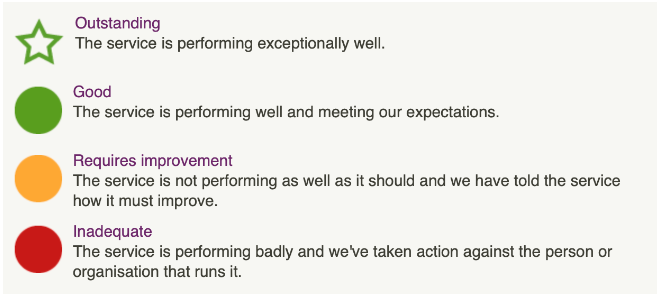 Outstanding
The service is performing exceptionally well.
Good
The service is performing well and meeting our expectations.
Requires improvement
The service is not performing as well as it should and we have told the service
how it must improve.
Inadequate
The service is performing badly and we've taken action against the person or
organisation that runs it.